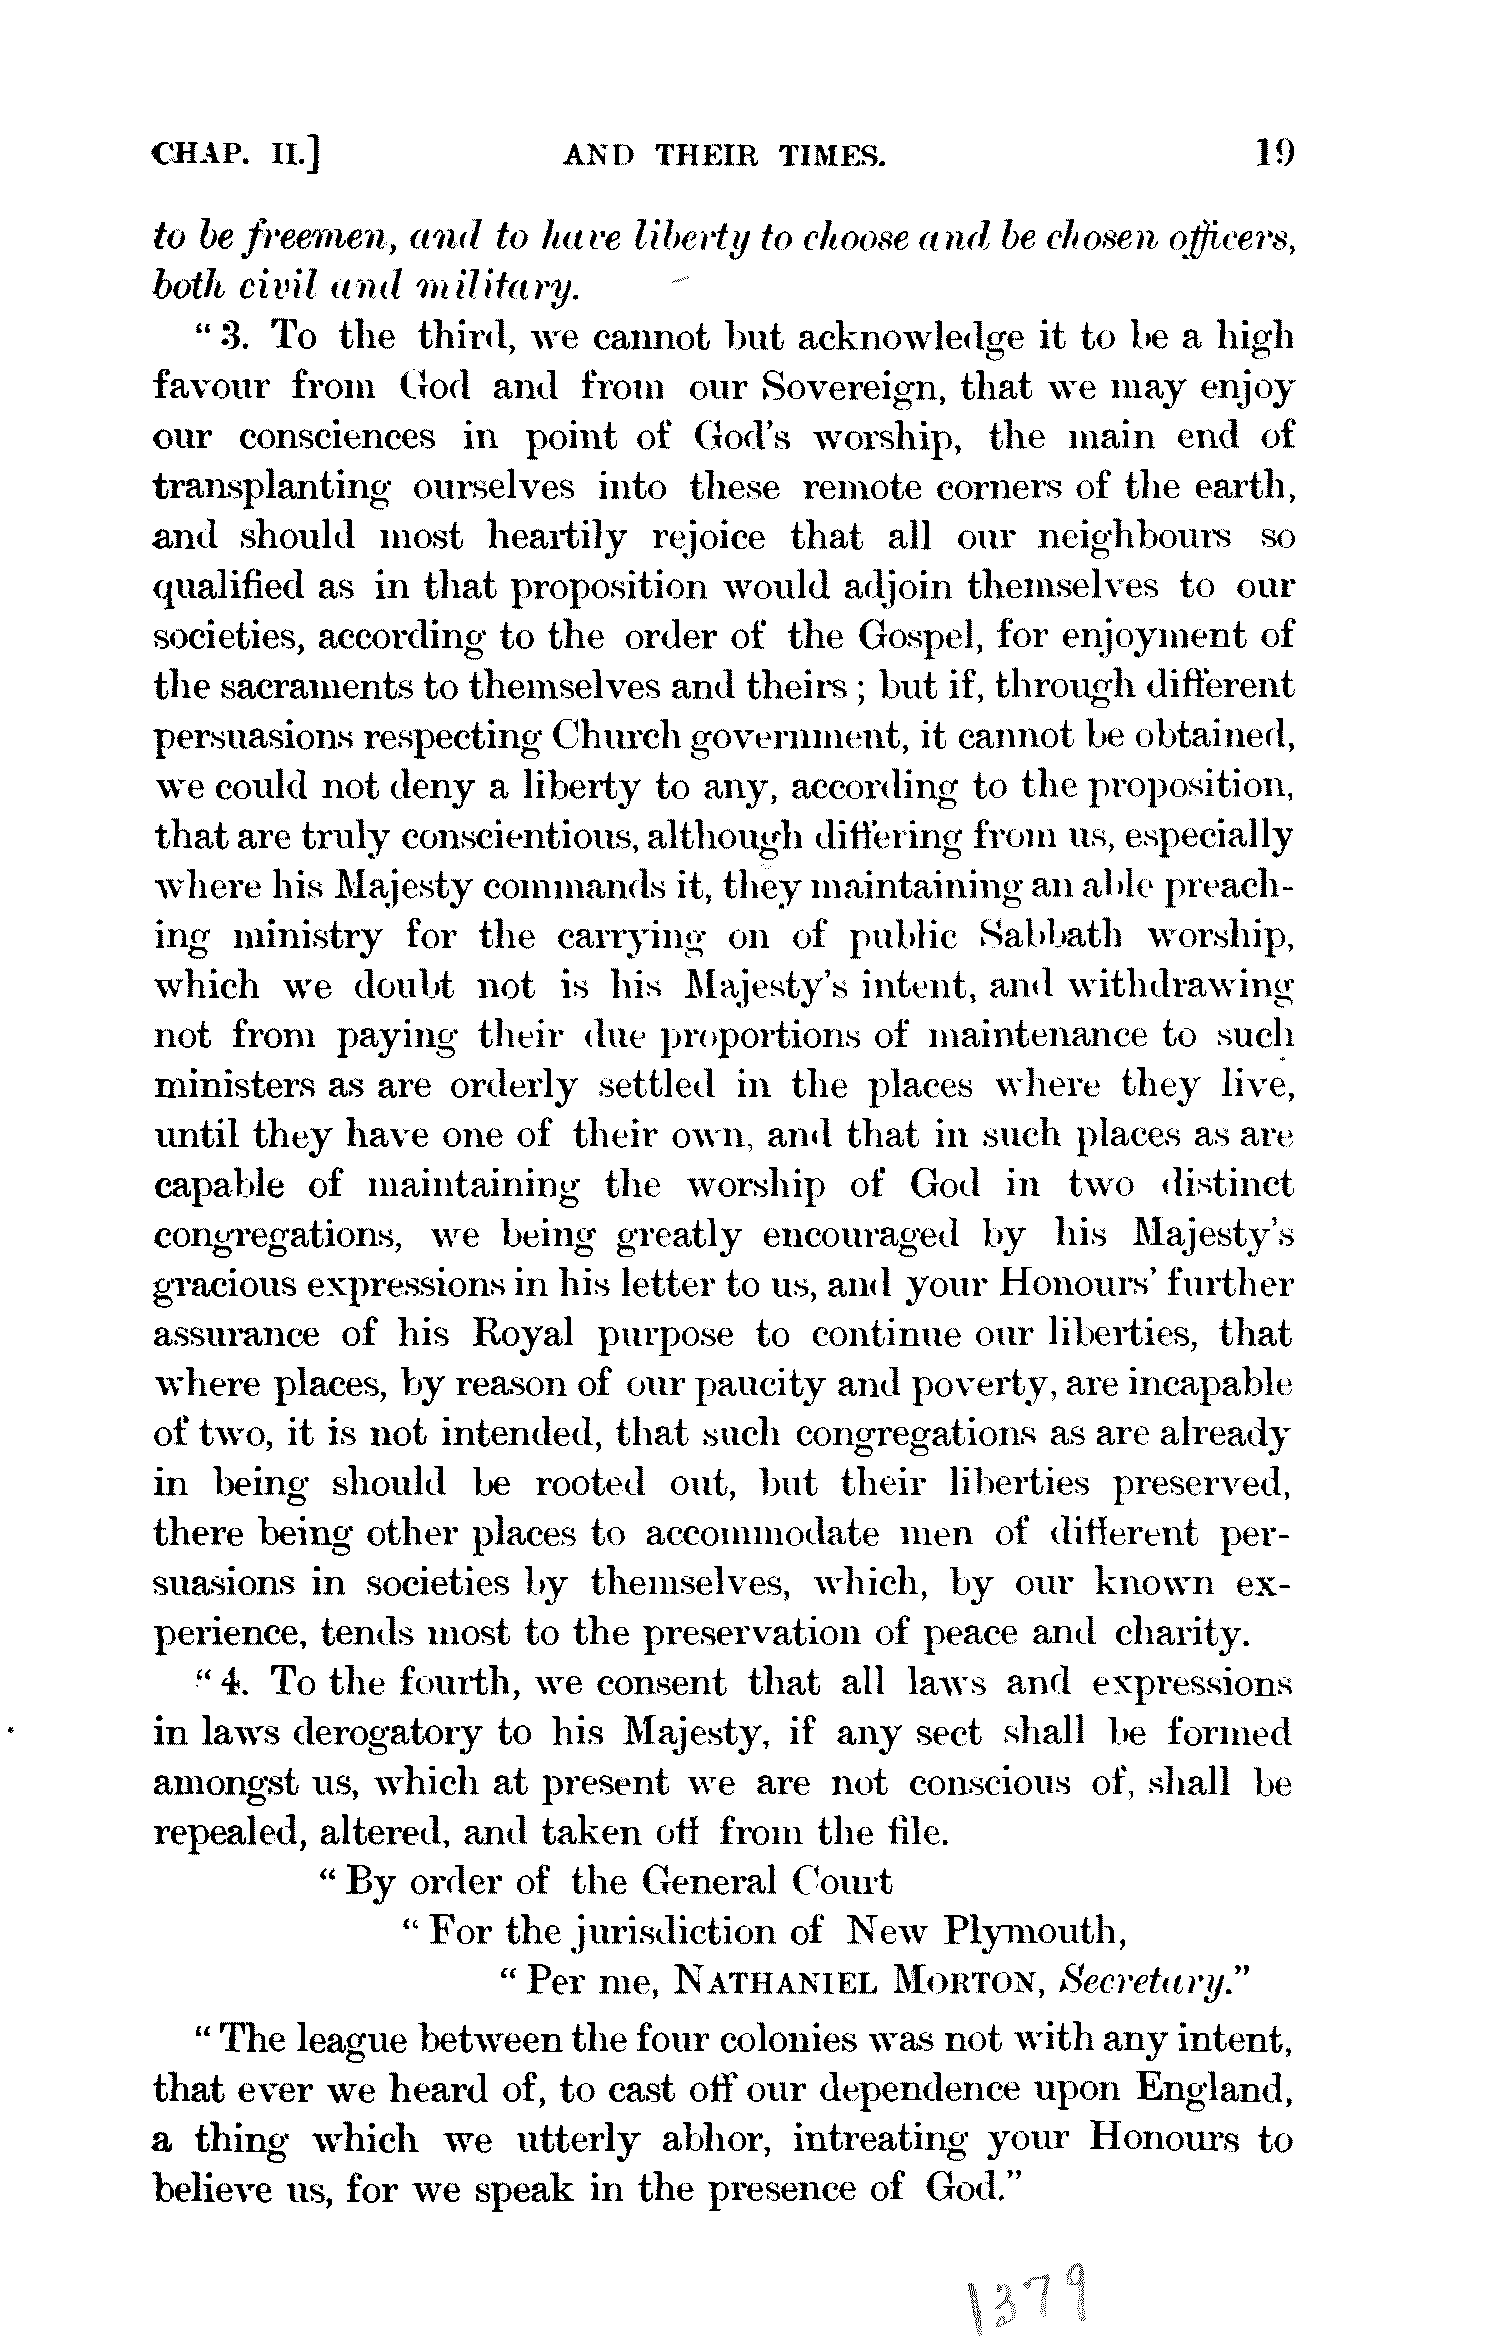 CHAP. II.] AND THEIR TIMES. 19
to be freemen, and to have liberty to choose and be chosen officers,
both civil and military.
" 3. To the third, we cannot but acknowledge it to be a high
favour from God and from our Sovereign, that we may enjoy
our consciences in point of God's worship, the main end of
transplanting ourselves into these remote corners of the earth,
and should most heartily rejoice that all our neighbours so
qualified as in that proposition would adjoin themselves to our
societies, according to the order of the Gospel, for enjoyment of
the sacraments to themselves and theirs ; but if, through different
persuasions respecting Church government, it cannot be obtained,
we could not deny a liberty to any, according to the proposition,
that are truly conscientious, although differing from us, especially
where his Majesty commands it, they maintaining an able preach-
ing ministry for the carrying on of public Sabbath worship,
which we doubt not is his Majesty's intent, and withdrawing
not from paying their due proportions of maintenance to such
ministers as are orderly settled in the places where they live,
until they have one of their own, and that in such places as are
capable of maintaining the worship of God in two distinct
congregations, we being greatly encouraged by his Majesty's
gracious expressions in his letter to us, and your Honours' further
assurance of his Royal purpose to continue our liberties, that
where places, by reason of our paucity and poverty, are incapable
of two, it is not intended, that such congregations as are already
in being should be rooted out, but their liberties preserved,
there being other places to accommodate men of different per-
suasions in societies by themselves, which, by our known ex-
perience, tends most to the preservation of peace and charity.
" 4. To the fourth, we consent that all laws and expressions
in laws derogatory to his Majesty, if any sect shall be formed
amongst us, which at present we are not conscious of, shall be
repealed, altered, and taken off from the file.
" By order of the General Court
" For the jurisdiction of New Plymouth,
" Per me, NATHANIEL MORTON, Secretary."
" The league between the four colonies was not with any intent,
that ever we heard of, to cast off our dependence upon England,
a thing which we utterly abhor, intreating your Honours to
believe us, for we speak in the presence of God."
1379